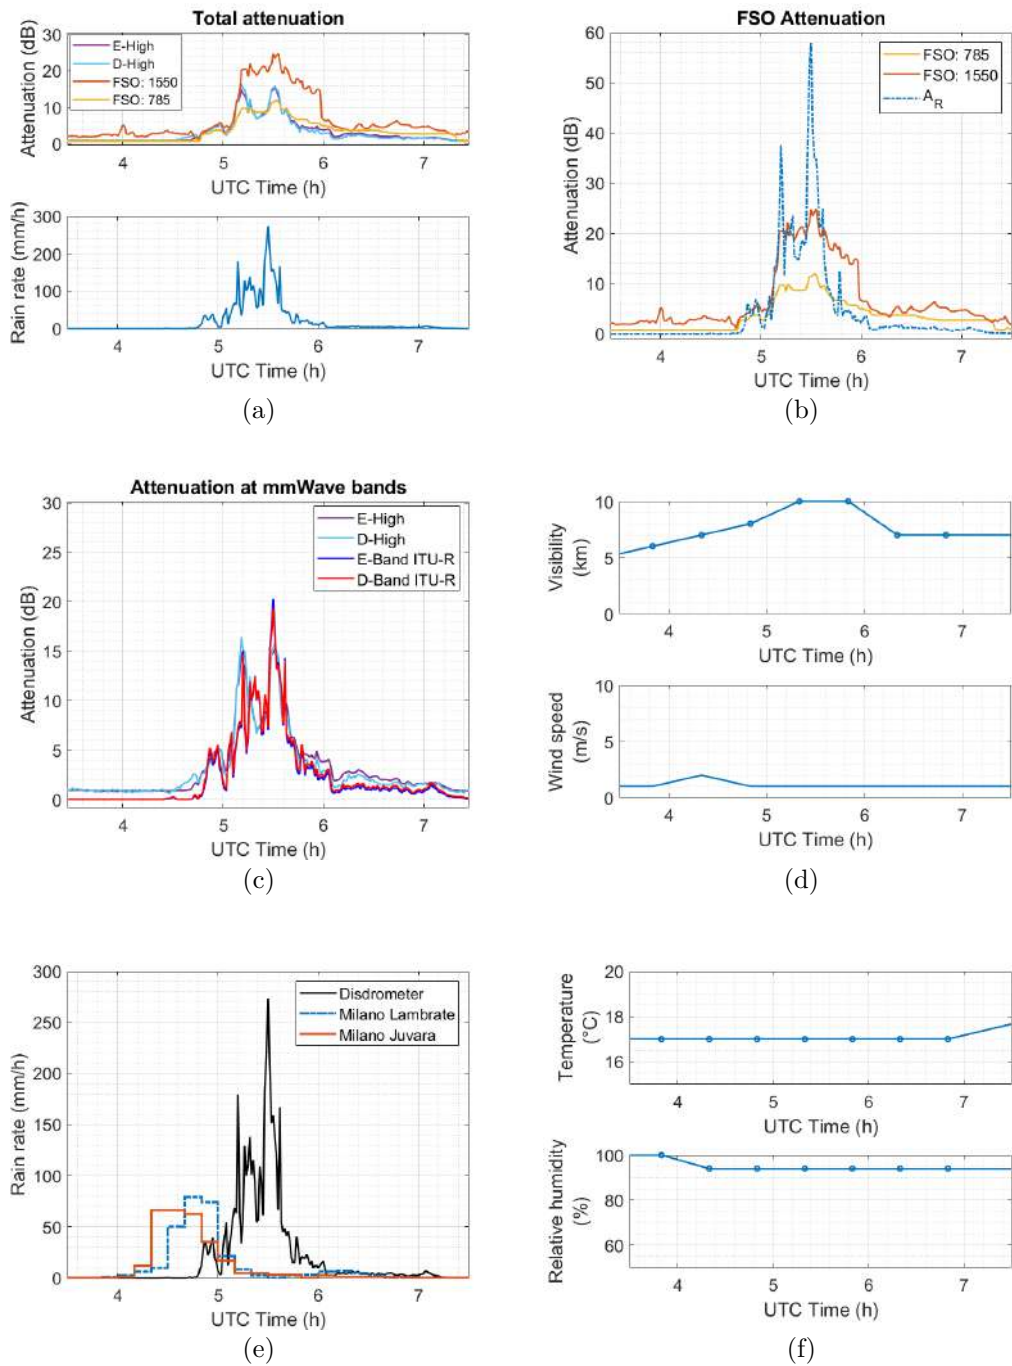 Total attenuation
Attenuation (dB)
30
20
10
0
E-High
D-High
FSO: 1550
FSO: 785
4
5
6
7
UTC Time (h)
Rain rate (mm/h)
300
200
100
0
4
5
6
7
UTC Time (h)
(a)
FSO Attenuation
Attenuation (dB)
60
50
40
30
20
10
0
FSO: 785
FSO: 1550
A_R
4
5
6
7
UTC Time (h)
(b)
Attenuation at mmWave bands
Attenuation (dB)
30
25
20
15
10
5
0
E-High
D-High
E-Band ITU-R
D-Band ITU-R
4
5
6
7
UTC Time (h)
(c)
Visibility
(km)
10
5
0
4
5
6
7
UTC Time (h)
Wind speed
(m/s)
10
5
0
4
5
6
7
UTC Time (h)
(d)
Rain rate (mm/h)
300
250
200
150
100
50
0
Disdrometer
Milano Lambrate
Milano Juvara
4
5
6
7
UTC Time (h)
(e)
Temperature
(°C)
20
18
16
4
5
6
7
UTC Time (h)
Relative humidity
(%)
100
80
60
4
5
6
7
UTC Time (h)
(f)